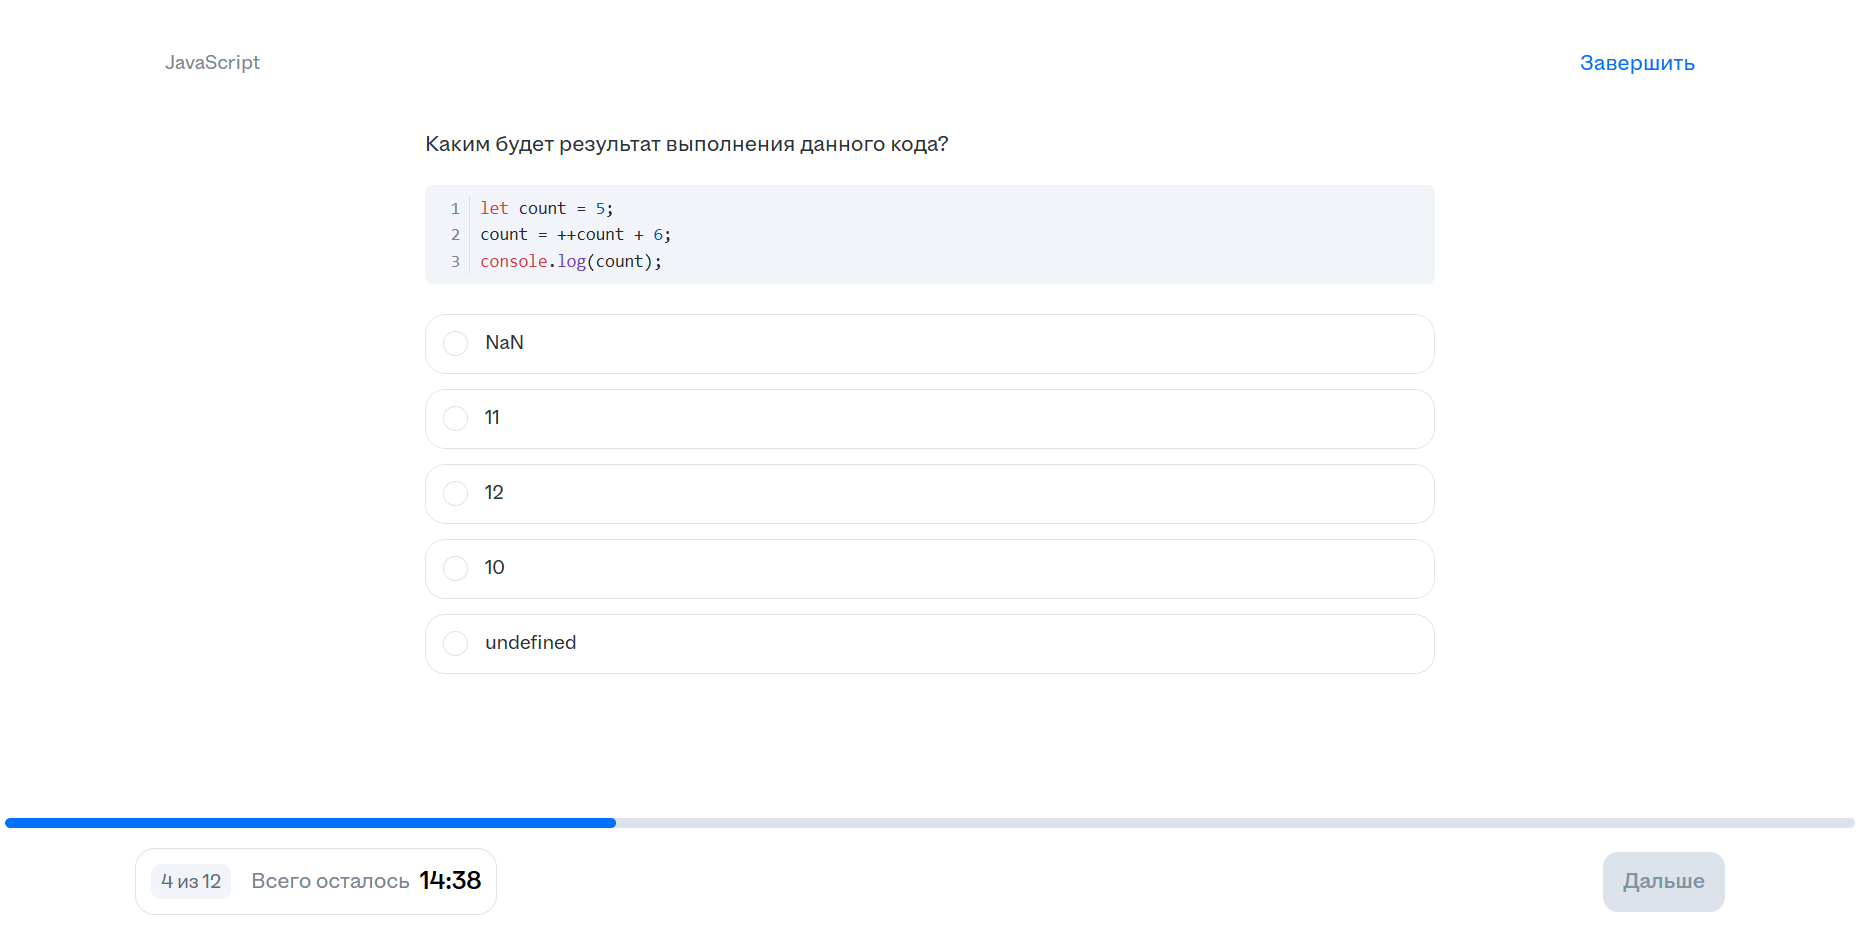 JavaScript
Завершить
Каким будет результат выполнения данного кода?
1 let count = 5;
2 count = ++count + 6;
3 console.log(count);
NaN
11
12
10
undefined
4 из 12 Всего осталось 14:38
Дальше